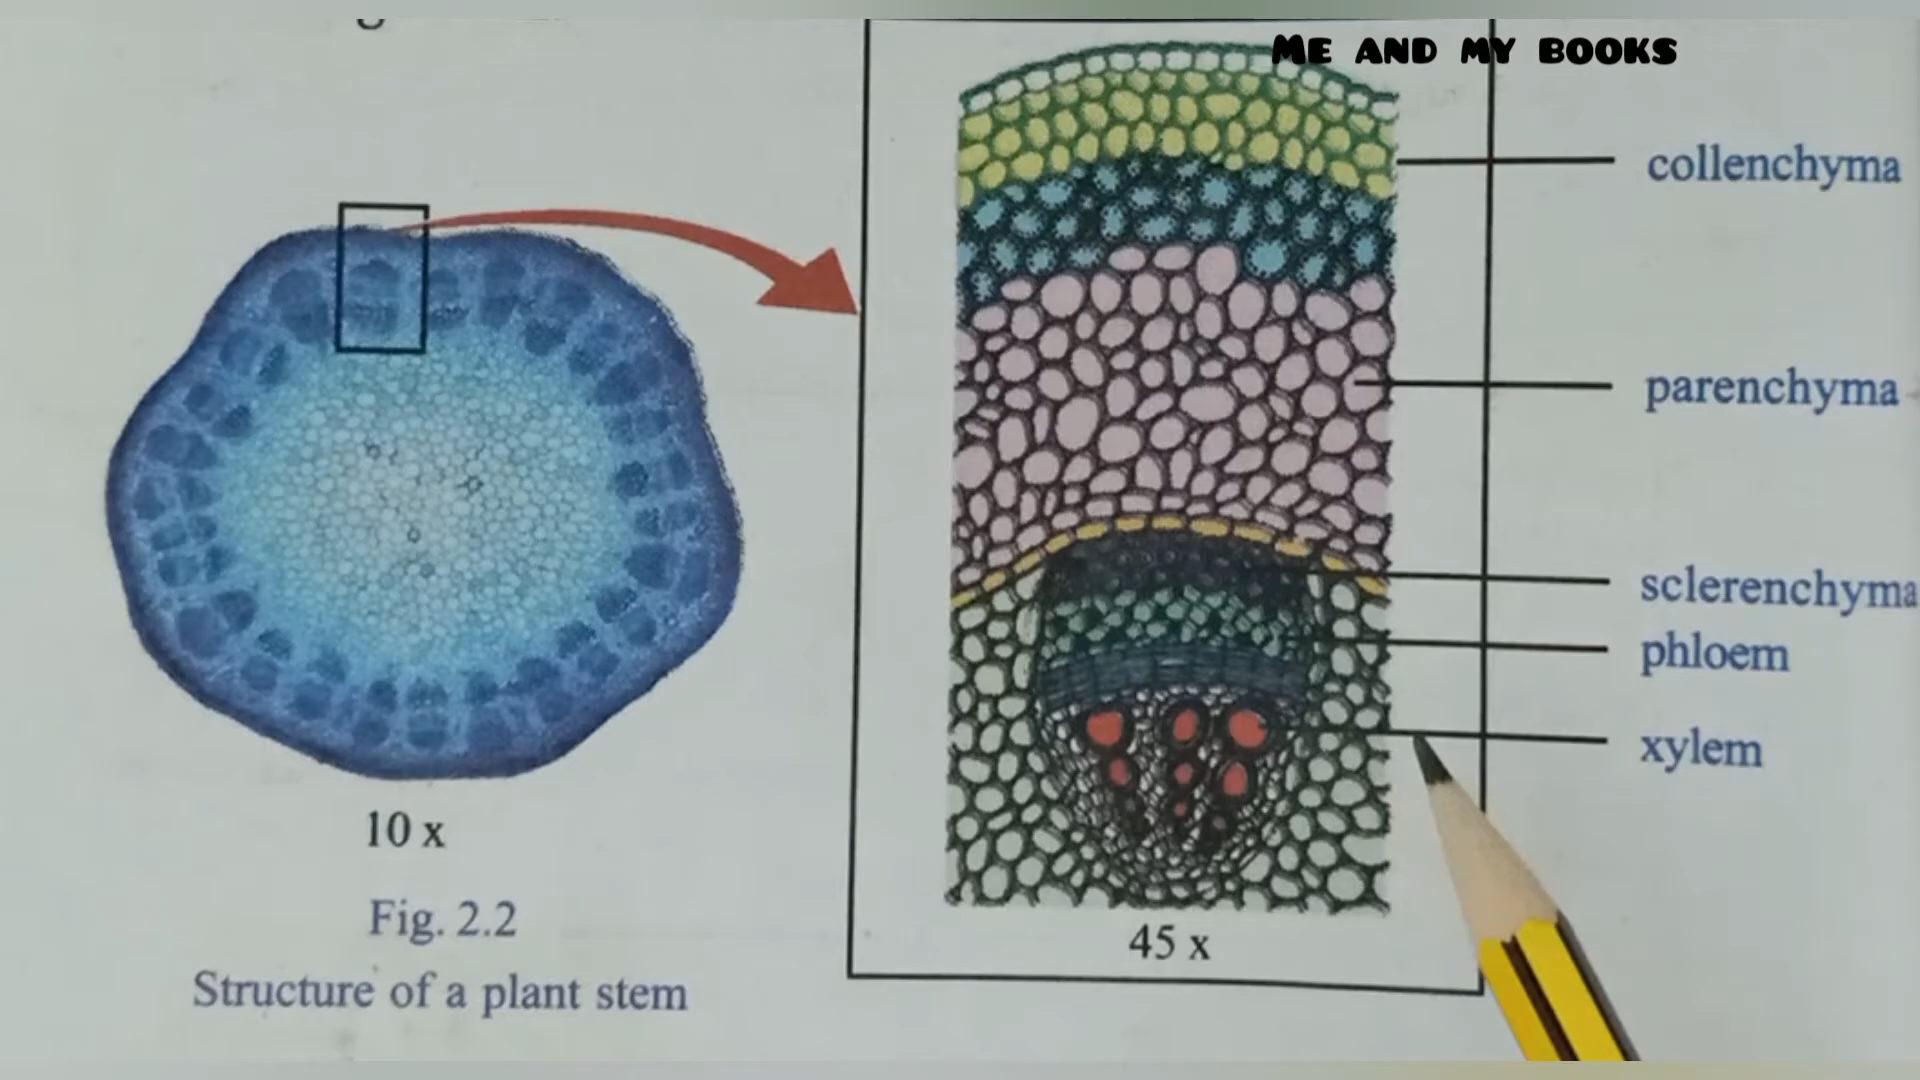 ME AND MY BOOKS
collenchyma
parenchyma
sclerenchyma
phloem
xylem
10 x
45 x
Fig. 2.2
Structure of a plant stem